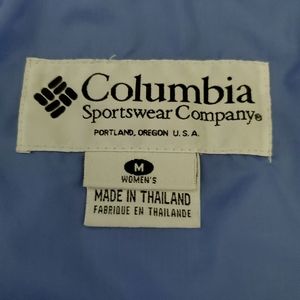 Columbia
Sportswear Company®
PORTLAND, OREGON U.S.A.
M
WOMEN'S
MADE IN THAILAND
FABRIQUE EN THAILANDE